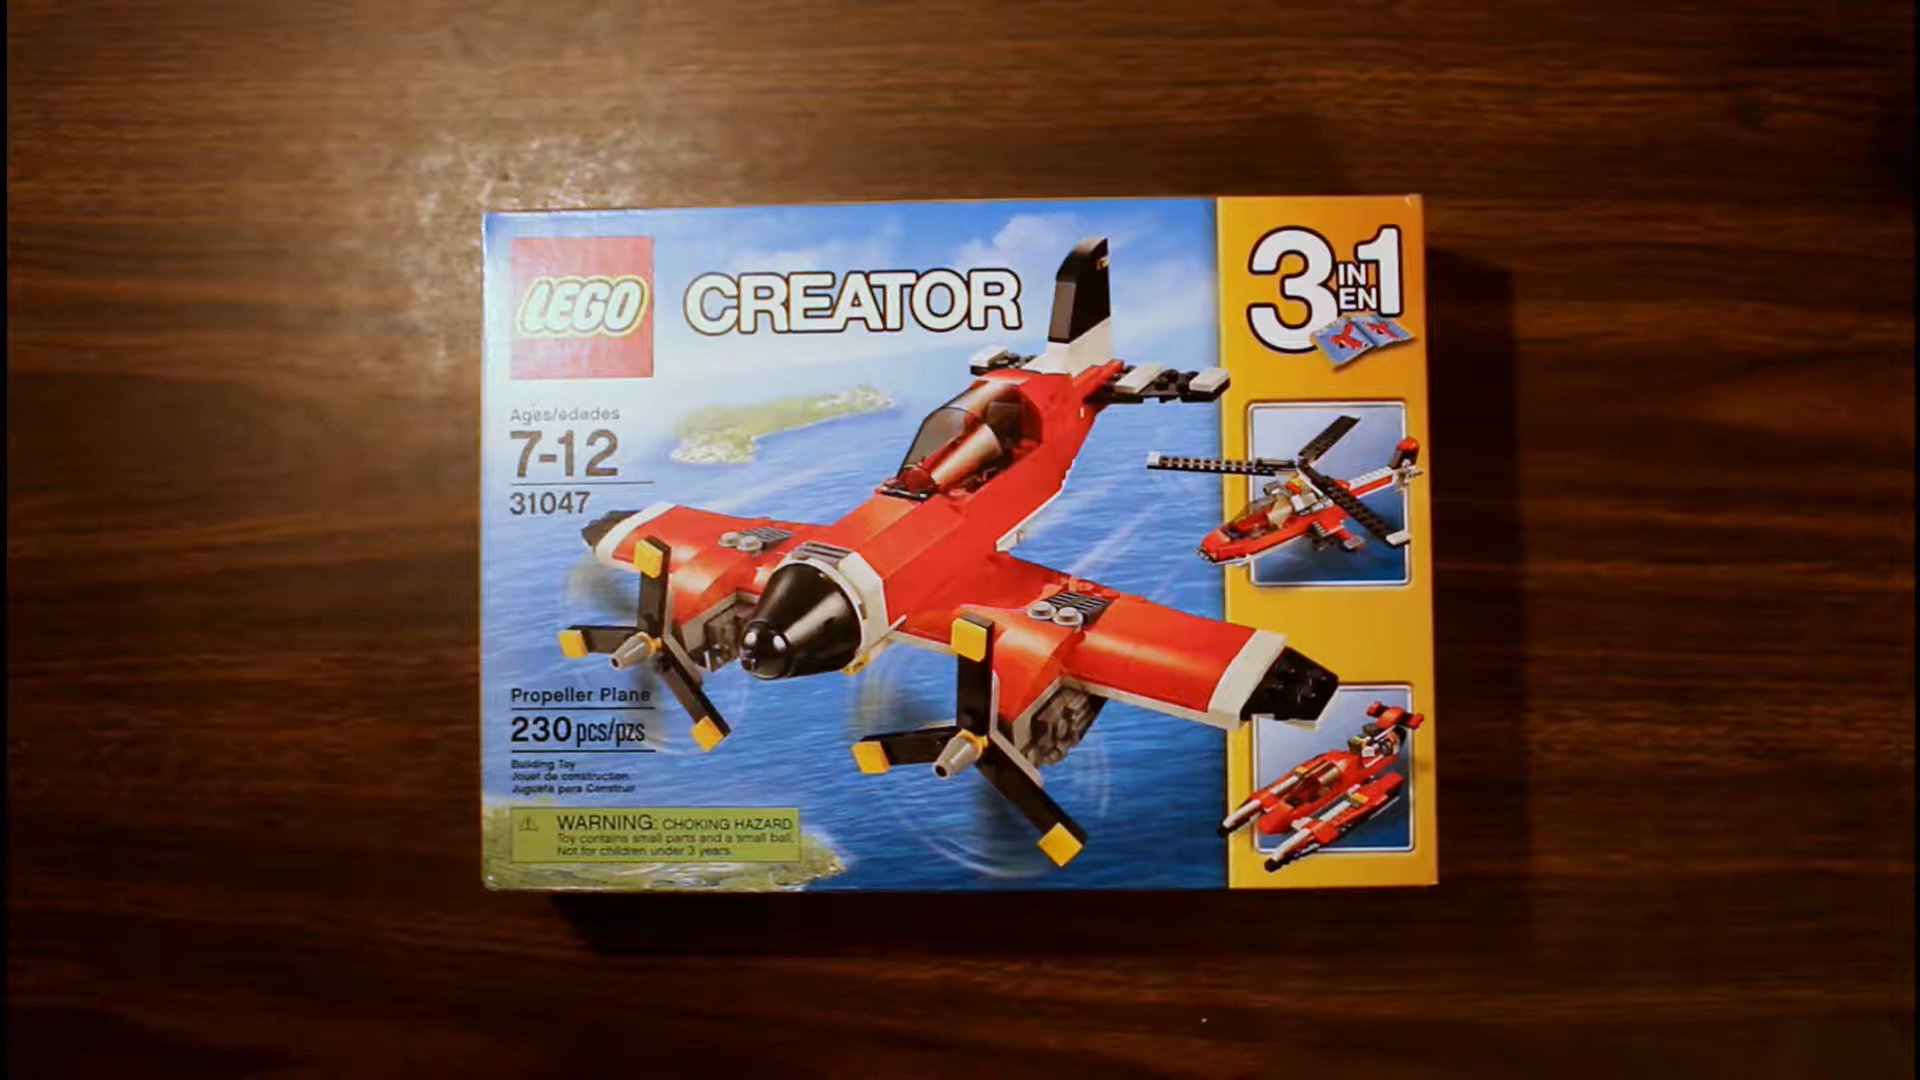 LEGO
CREATOR
3 IN EN 1
Ages/edades
7-12
31047
Propeller Plane
230 pcs/pzs
Building Toy
Jouet de construction
Juguete para Construir
WARNING: CHOKING HAZARD.
Toy contains small parts and a small ball.
Not for children under 3 years.